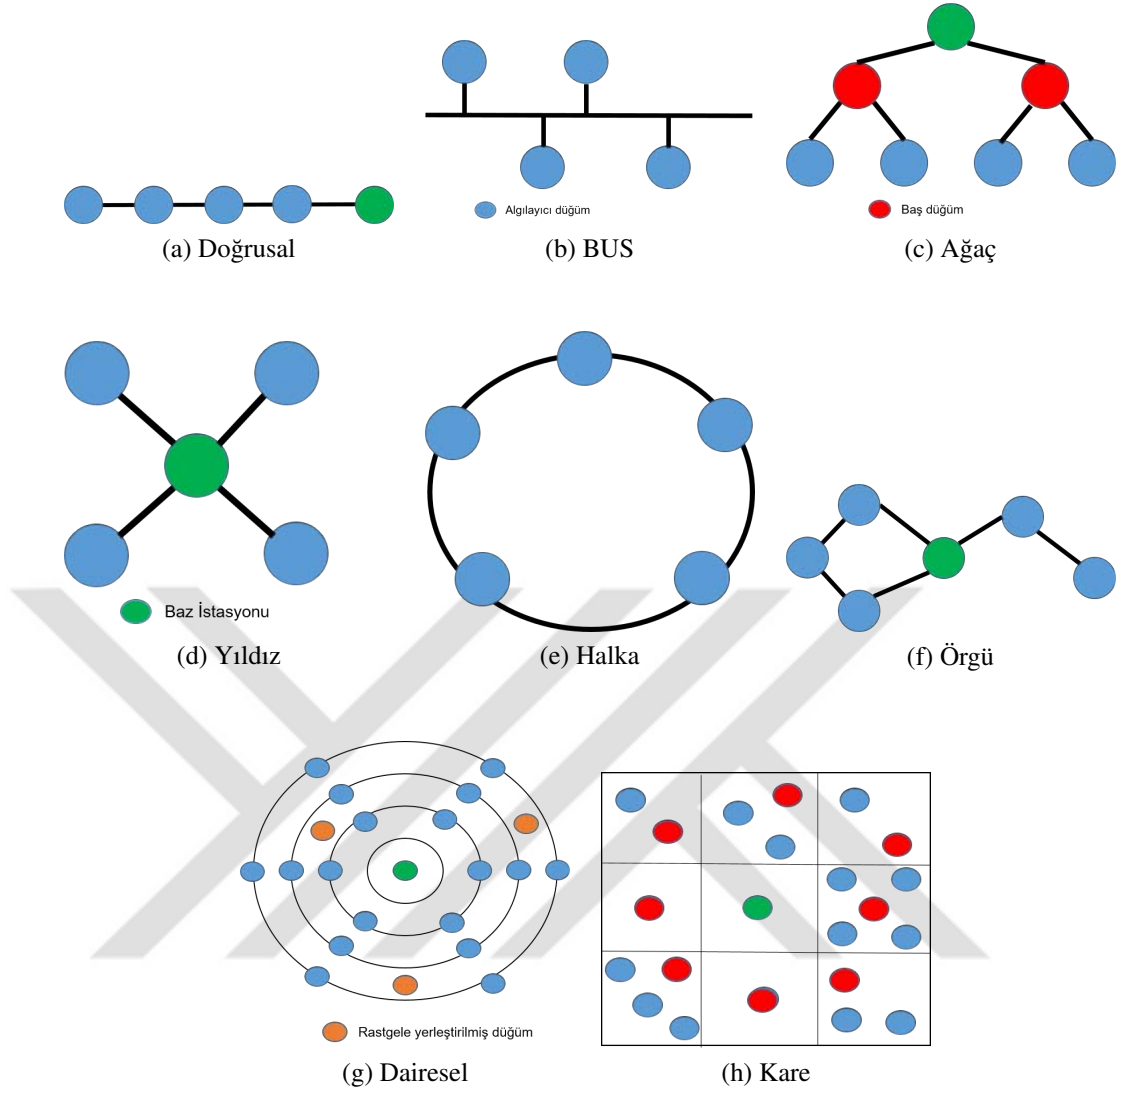 Algılayıcı düğüm
Baş düğüm
(a) Doğrusal
(b) BUS
(c) Ağaç
Baz İstasyonu
(d) Yıldız
(e) Halka
(f) Örgü
Rastgele yerleştirilmiş düğüm
(g) Dairesel
(h) Kare